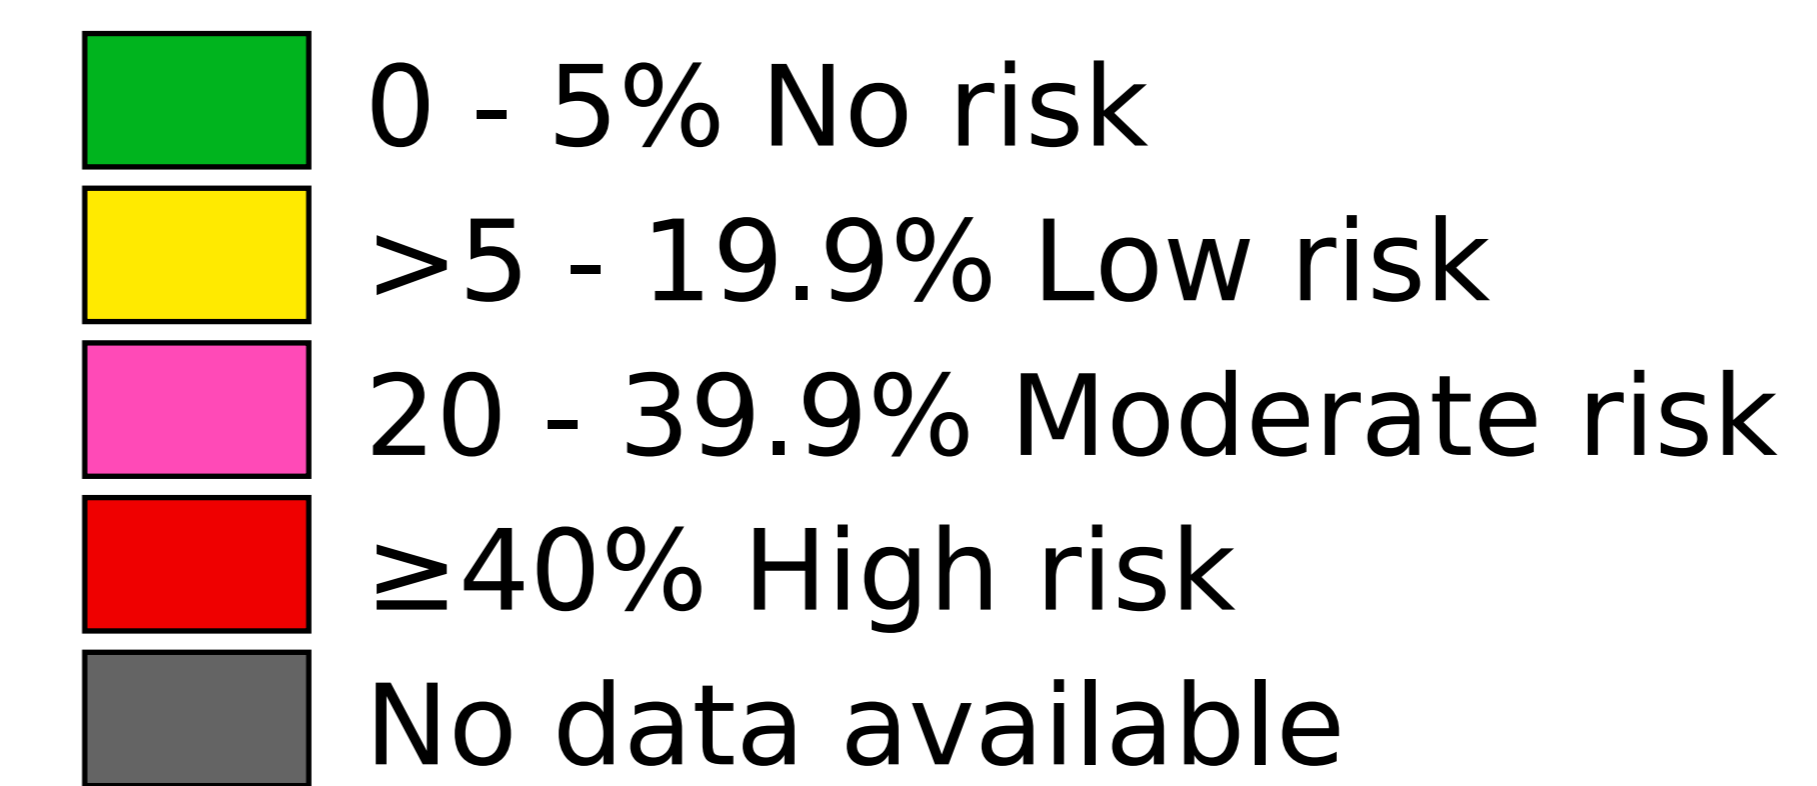 0 - 5% No risk
>5 - 19.9% Low risk
20 - 39.9% Moderate risk
≥40% High risk
No data available